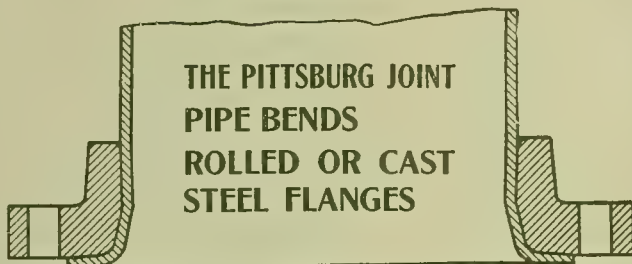 THE PITTSBURG JOINT
PIPE BENDS
ROLLED OR CAST
STEEL FLANGES